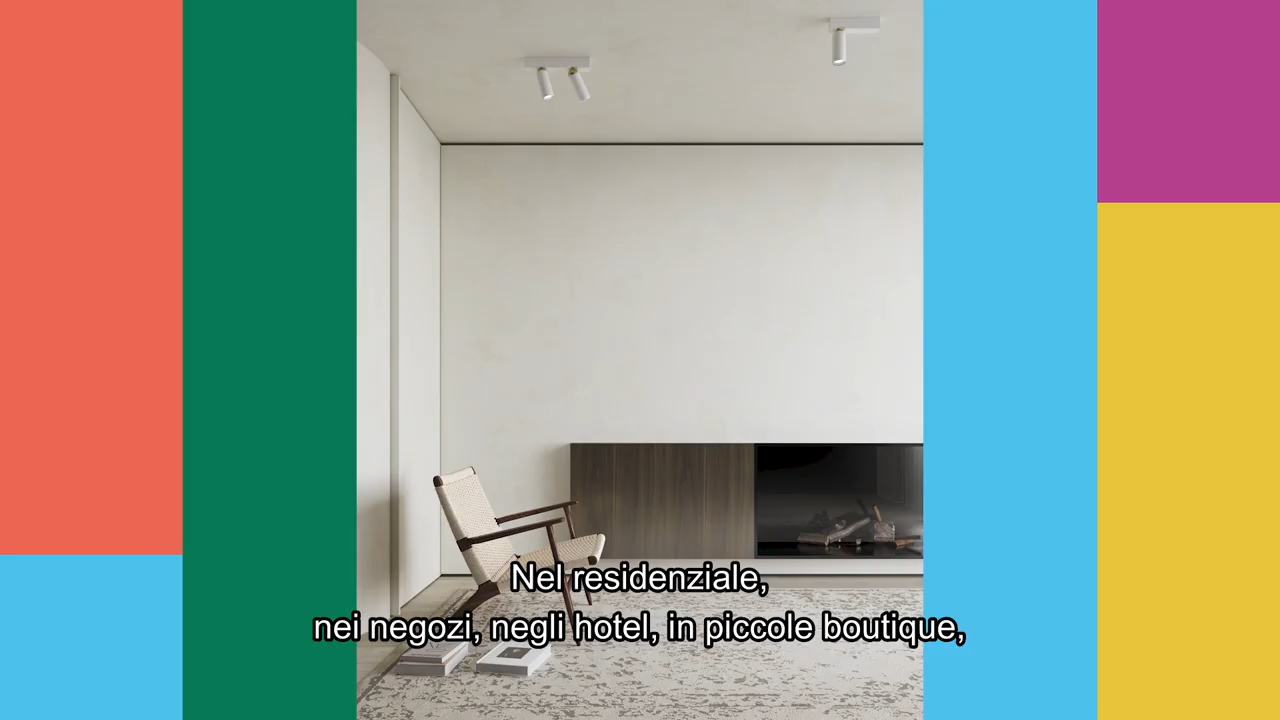 Nel residenziale,
nei negozi, negli hotel, in piccole boutique,